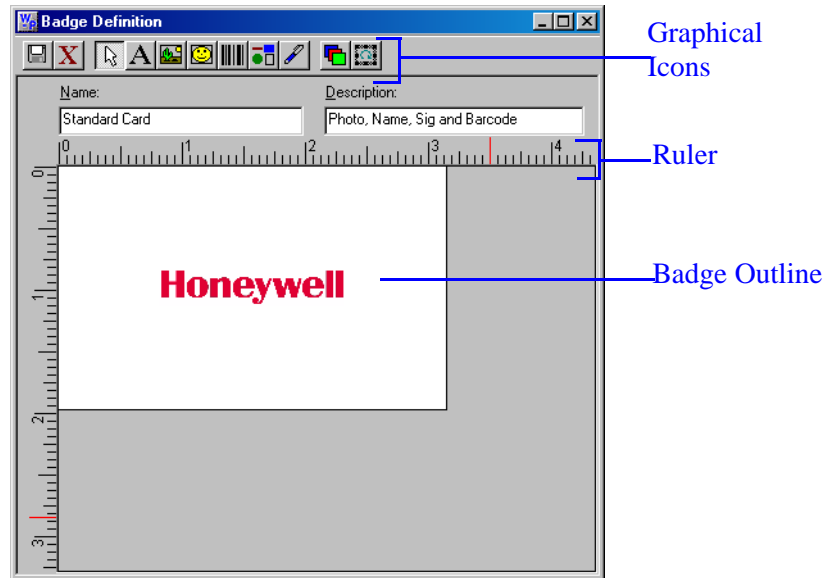 Badge Definition
Graphical
Icons
Name:
Description:
Standard Card
Photo, Name, Sig and Barcode
0 1 2 3 4
Ruler
0
Honeywell
Badge Outline
1
2
3